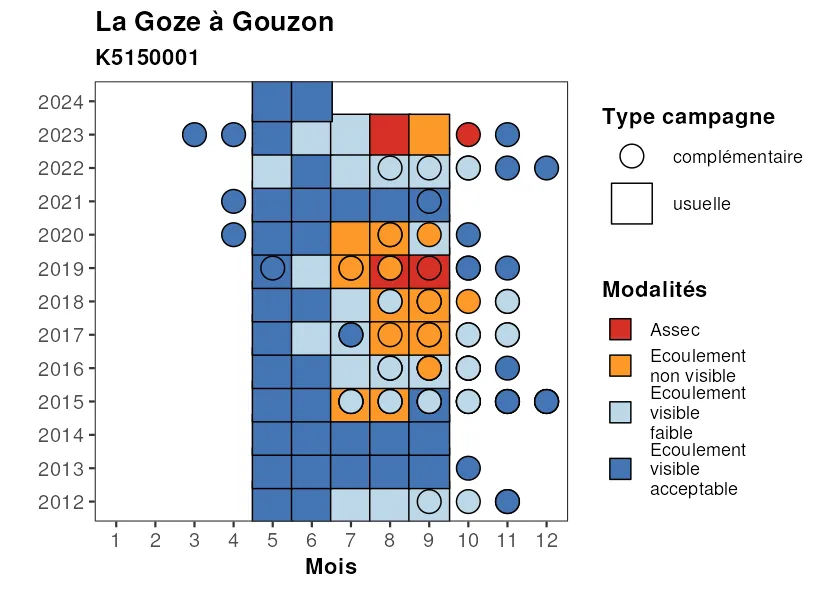 La Goze à Gouzon
K5150001
2024
2023
2022
2021
2020
2019
2018
2017
2016
2015
2014
2013
2012
1 2 3 4 5 6 7 8 9 10 11 12
Mois
Type campagne
complémentaire
usuelle
Modalités
Assec
Ecoulement
non visible
Ecoulement
visible
faible
Ecoulement
visible
acceptable